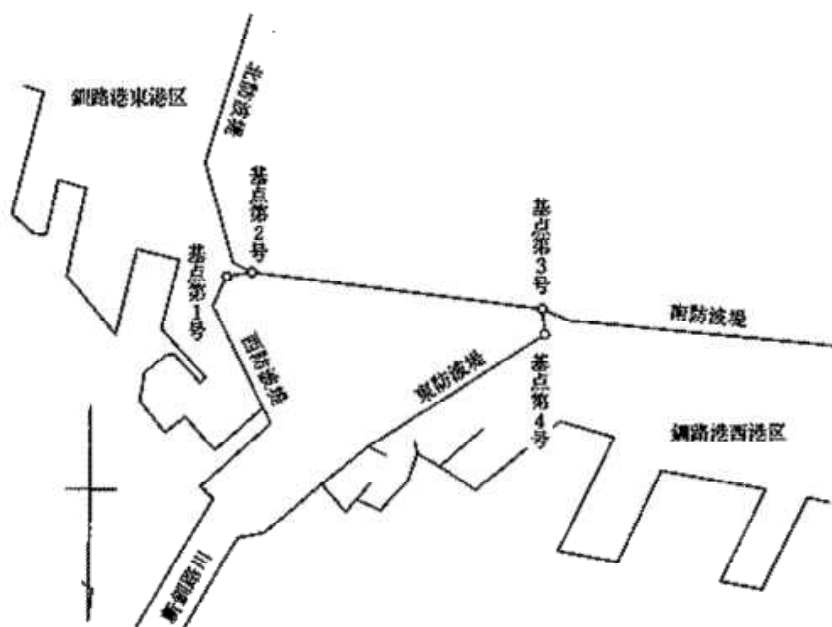 釧路港東港区
北防波堤
基点第2号
基点第1号
西防波堤
基点第3号
南防波堤
東防波堤
基点第4号
釧路港西港区
新釧路川